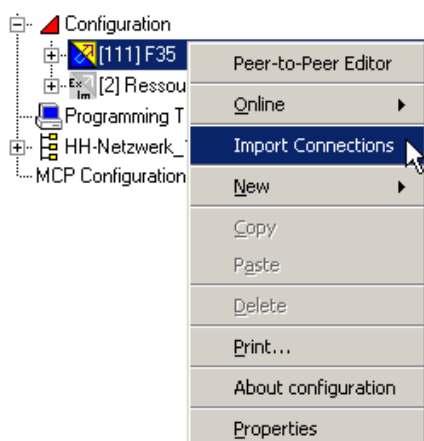 Configuration
[111] F35
[2] Ressou
Programming T
HH-Netzwerk_
MCP Configuration
Peer-to-Peer Editor
Online
Import Connections
New
Copy
Paste
Delete
Print...
About configuration
Properties